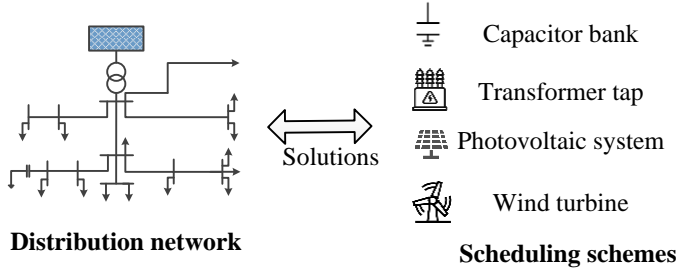 Capacitor bank
Transformer tap
Solutions
Photovoltaic system
Wind turbine
Distribution network
Scheduling schemes